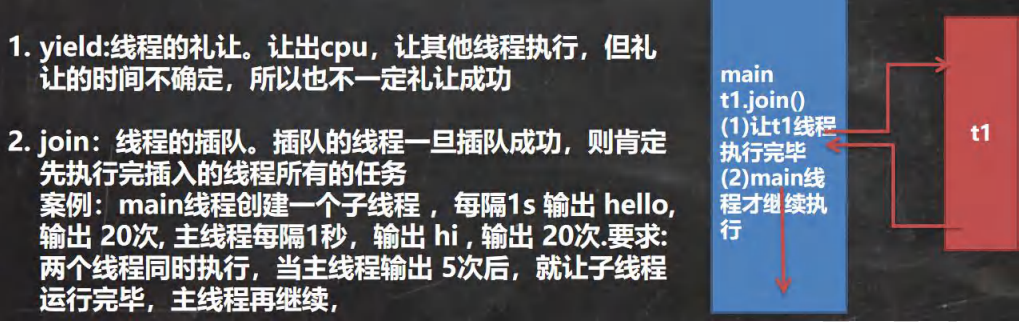 1. yield:线程的礼让。让出cpu，让其他线程执行，但礼
让的时间不确定，所以也不一定礼让成功
2. join：线程的插队。插队的线程一旦插队成功，则肯定
先执行完插入的线程所有的任务
案例：main线程创建一个子线程 ，每隔1s 输出 hello,
输出 20次, 主线程每隔1秒，输出 hi , 输出 20次.要求:
两个线程同时执行，当主线程输出 5次后，就让子线程
运行完毕，主线程再继续，
main
t1.join()
(1)让t1线程
执行完毕
(2)main线
程才继续执
行
t1